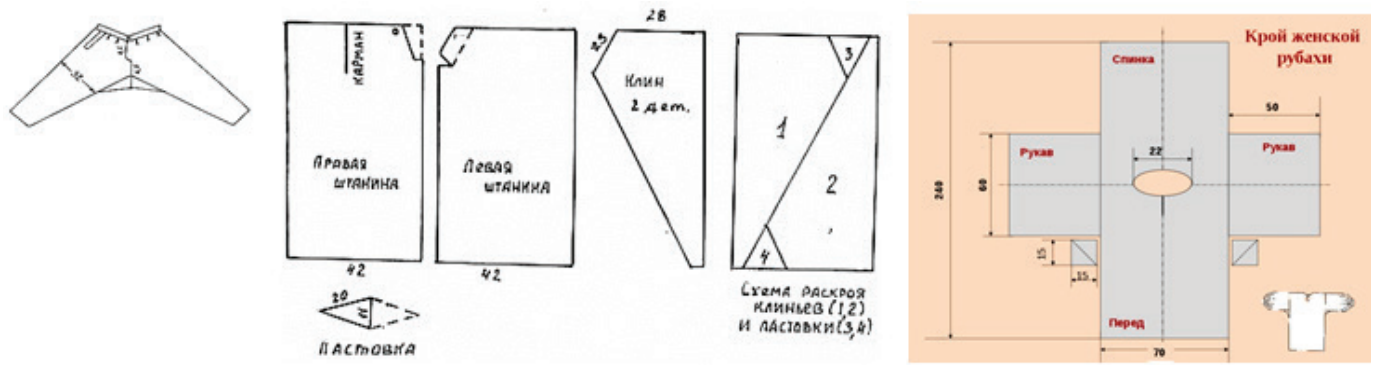 КАРМАН
ПРАВАЯ
ШТАНИНА
42
ЛЕВАЯ
ШТАНИНА
42
20
ЛАСТОВКА
28
Клин
2 дет.
1
2
3
4
Схема раскроя
клиньев (1,2)
и ластовки (3,4)
Крой женской
рубахи
Спинка
50
Рукав
22
Рукав
240
60
15
15
Перед
70